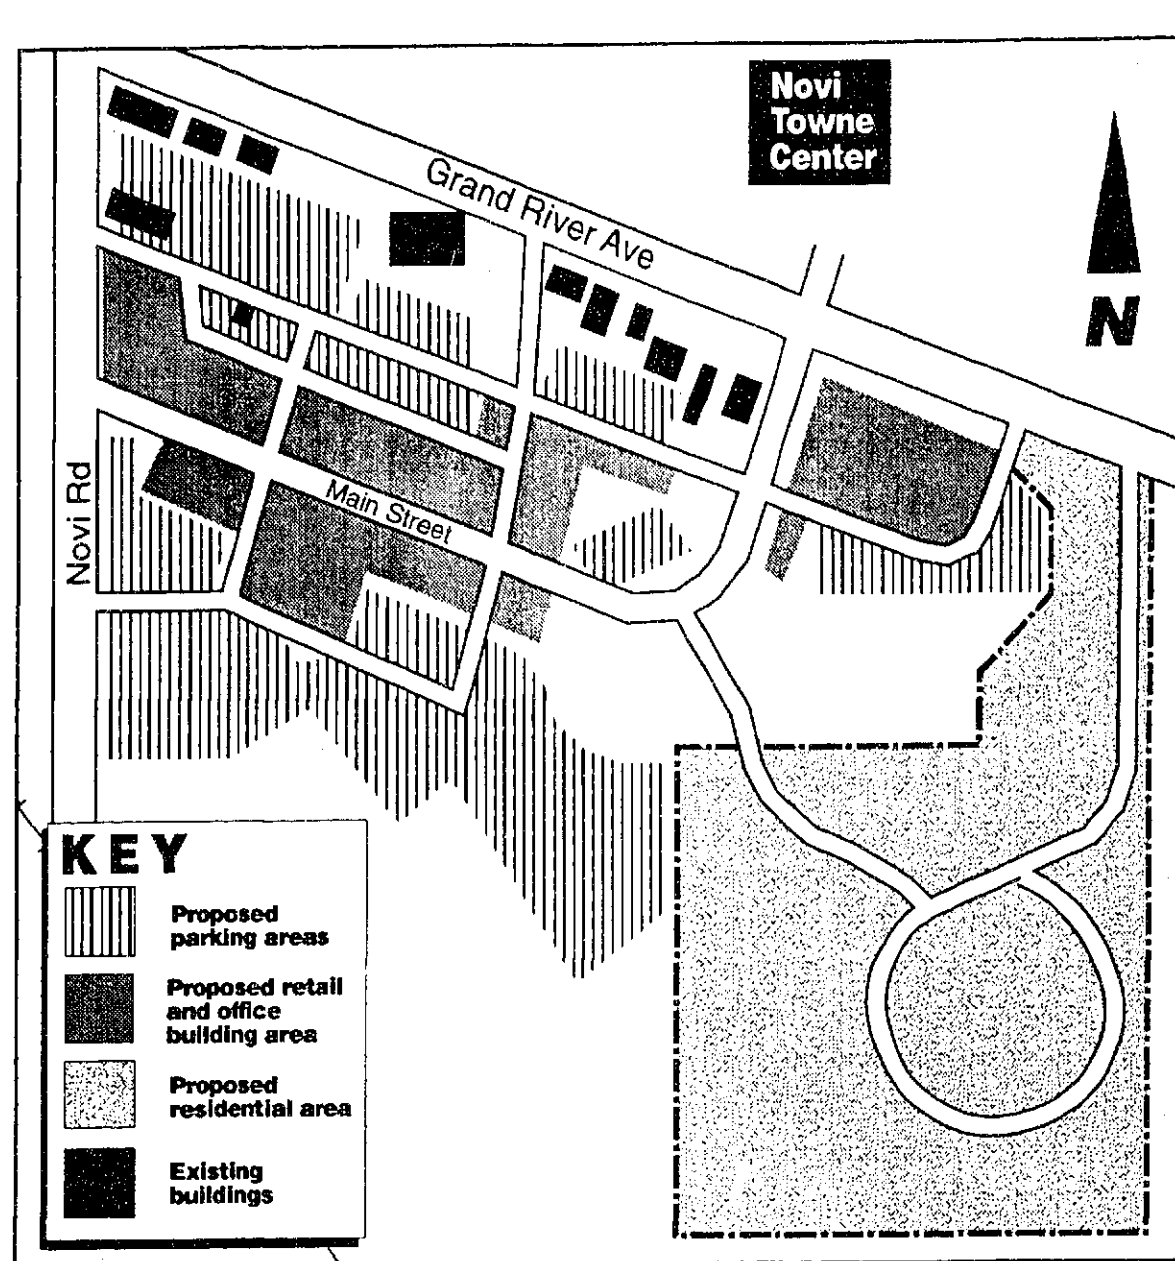 Novi
Towne
Center
Grand River Ave
N
Main Street
Novi Rd
KEY
Proposed
parking areas
Proposed retail
and office
building area
Proposed
residential area
Existing
buildings